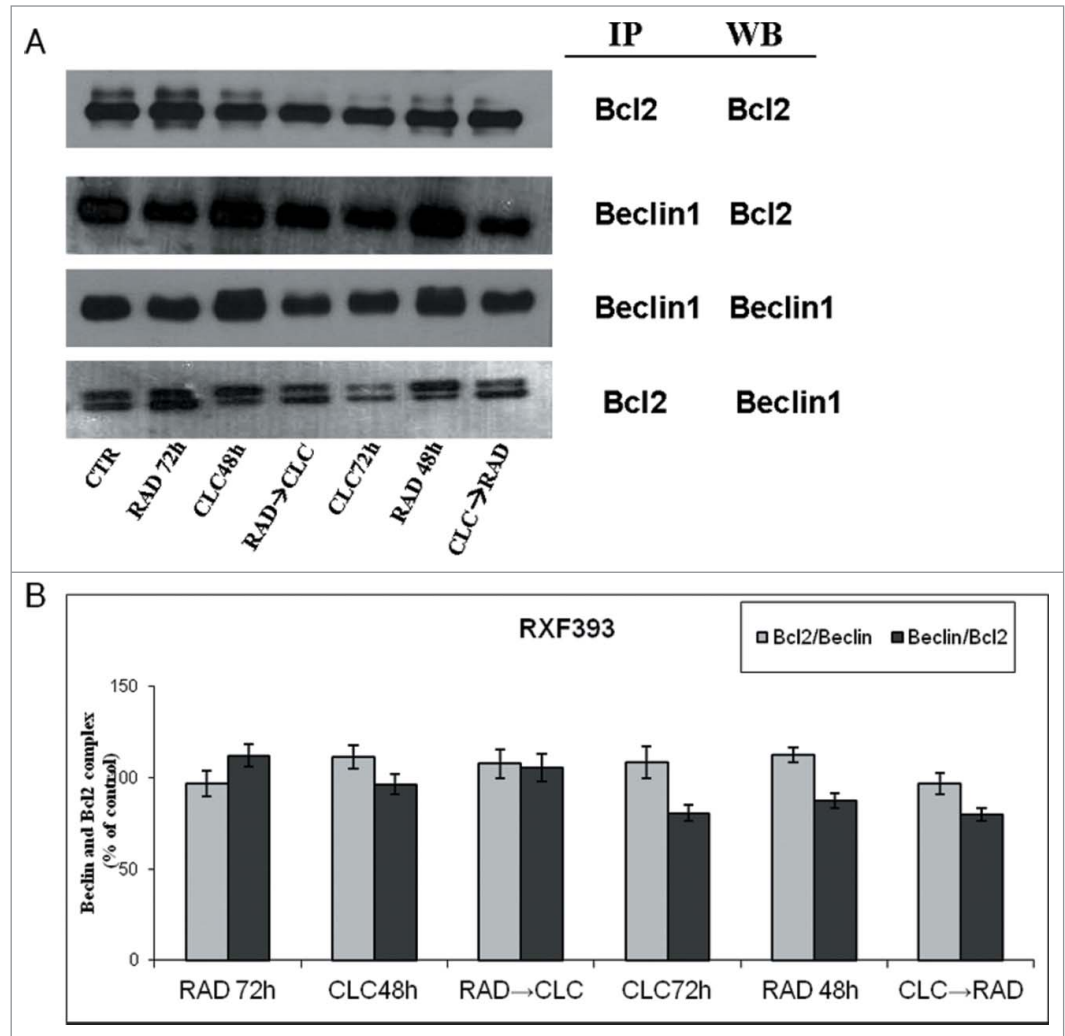 A
IP WB
Bcl2 Bcl2
Beclin1 Bcl2
Beclin1 Beclin1
Bcl2 Beclin1
CTR RAD 72h CLC48h RAD→CLC CLC72h RAD 48h CLC→RAD
B
RXF393
Bcl2/Beclin Beclin/Bcl2
Beclin and Bcl2 complex
(% of control)
150
100
50
0
RAD 72h CLC48h RAD→CLC CLC72h RAD 48h CLC→RAD